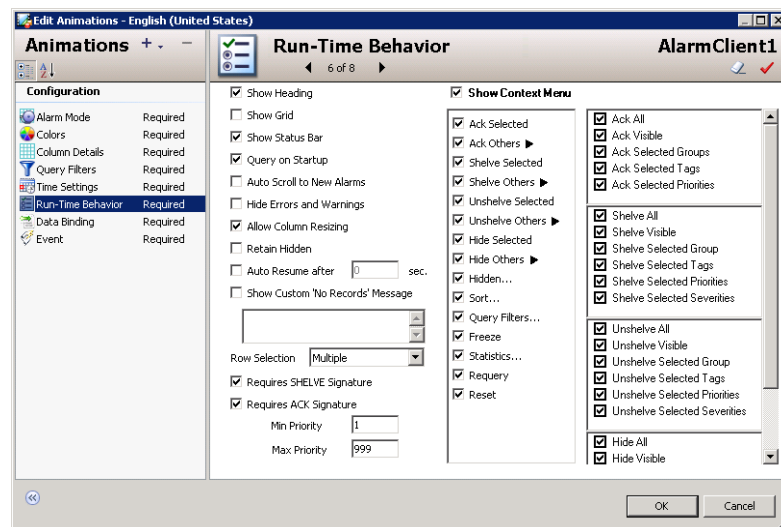 Edit Animations - English (United States)
Animations
Run-Time Behavior
AlarmClient1
6 of 8
Configuration
Alarm Mode Required
Colors Required
Column Details Required
Query Filters Required
Time Settings Required
Run-Time Behavior Required
Data Binding Required
Event Required
Show Heading
Show Grid
Show Status Bar
Query on Startup
Auto Scroll to New Alarms
Hide Errors and Warnings
Allow Column Resizing
Retain Hidden
Auto Resume after 0 sec.
Show Custom 'No Records' Message
Row Selection Multiple
Requires SHELVE Signature
Requires ACK Signature
Min Priority 1
Max Priority 999
Show Context Menu
Ack Selected
Ack Others
Shelve Selected
Shelve Others
Unshelve Selected
Unshelve Others
Hide Selected
Hide Others
Hidden...
Sort...
Query Filters...
Freeze
Statistics...
Requery
Reset
Ack All
Ack Visible
Ack Selected Groups
Ack Selected Tags
Ack Selected Priorities
Shelve All
Shelve Visible
Shelve Selected Group
Shelve Selected Tags
Shelve Selected Priorities
Shelve Selected Severities
Unshelve All
Unshelve Visible
Unshelve Selected Group
Unshelve Selected Tags
Unshelve Selected Priorities
Unshelve Selected Severities
Hide All
Hide Visible
OK
Cancel